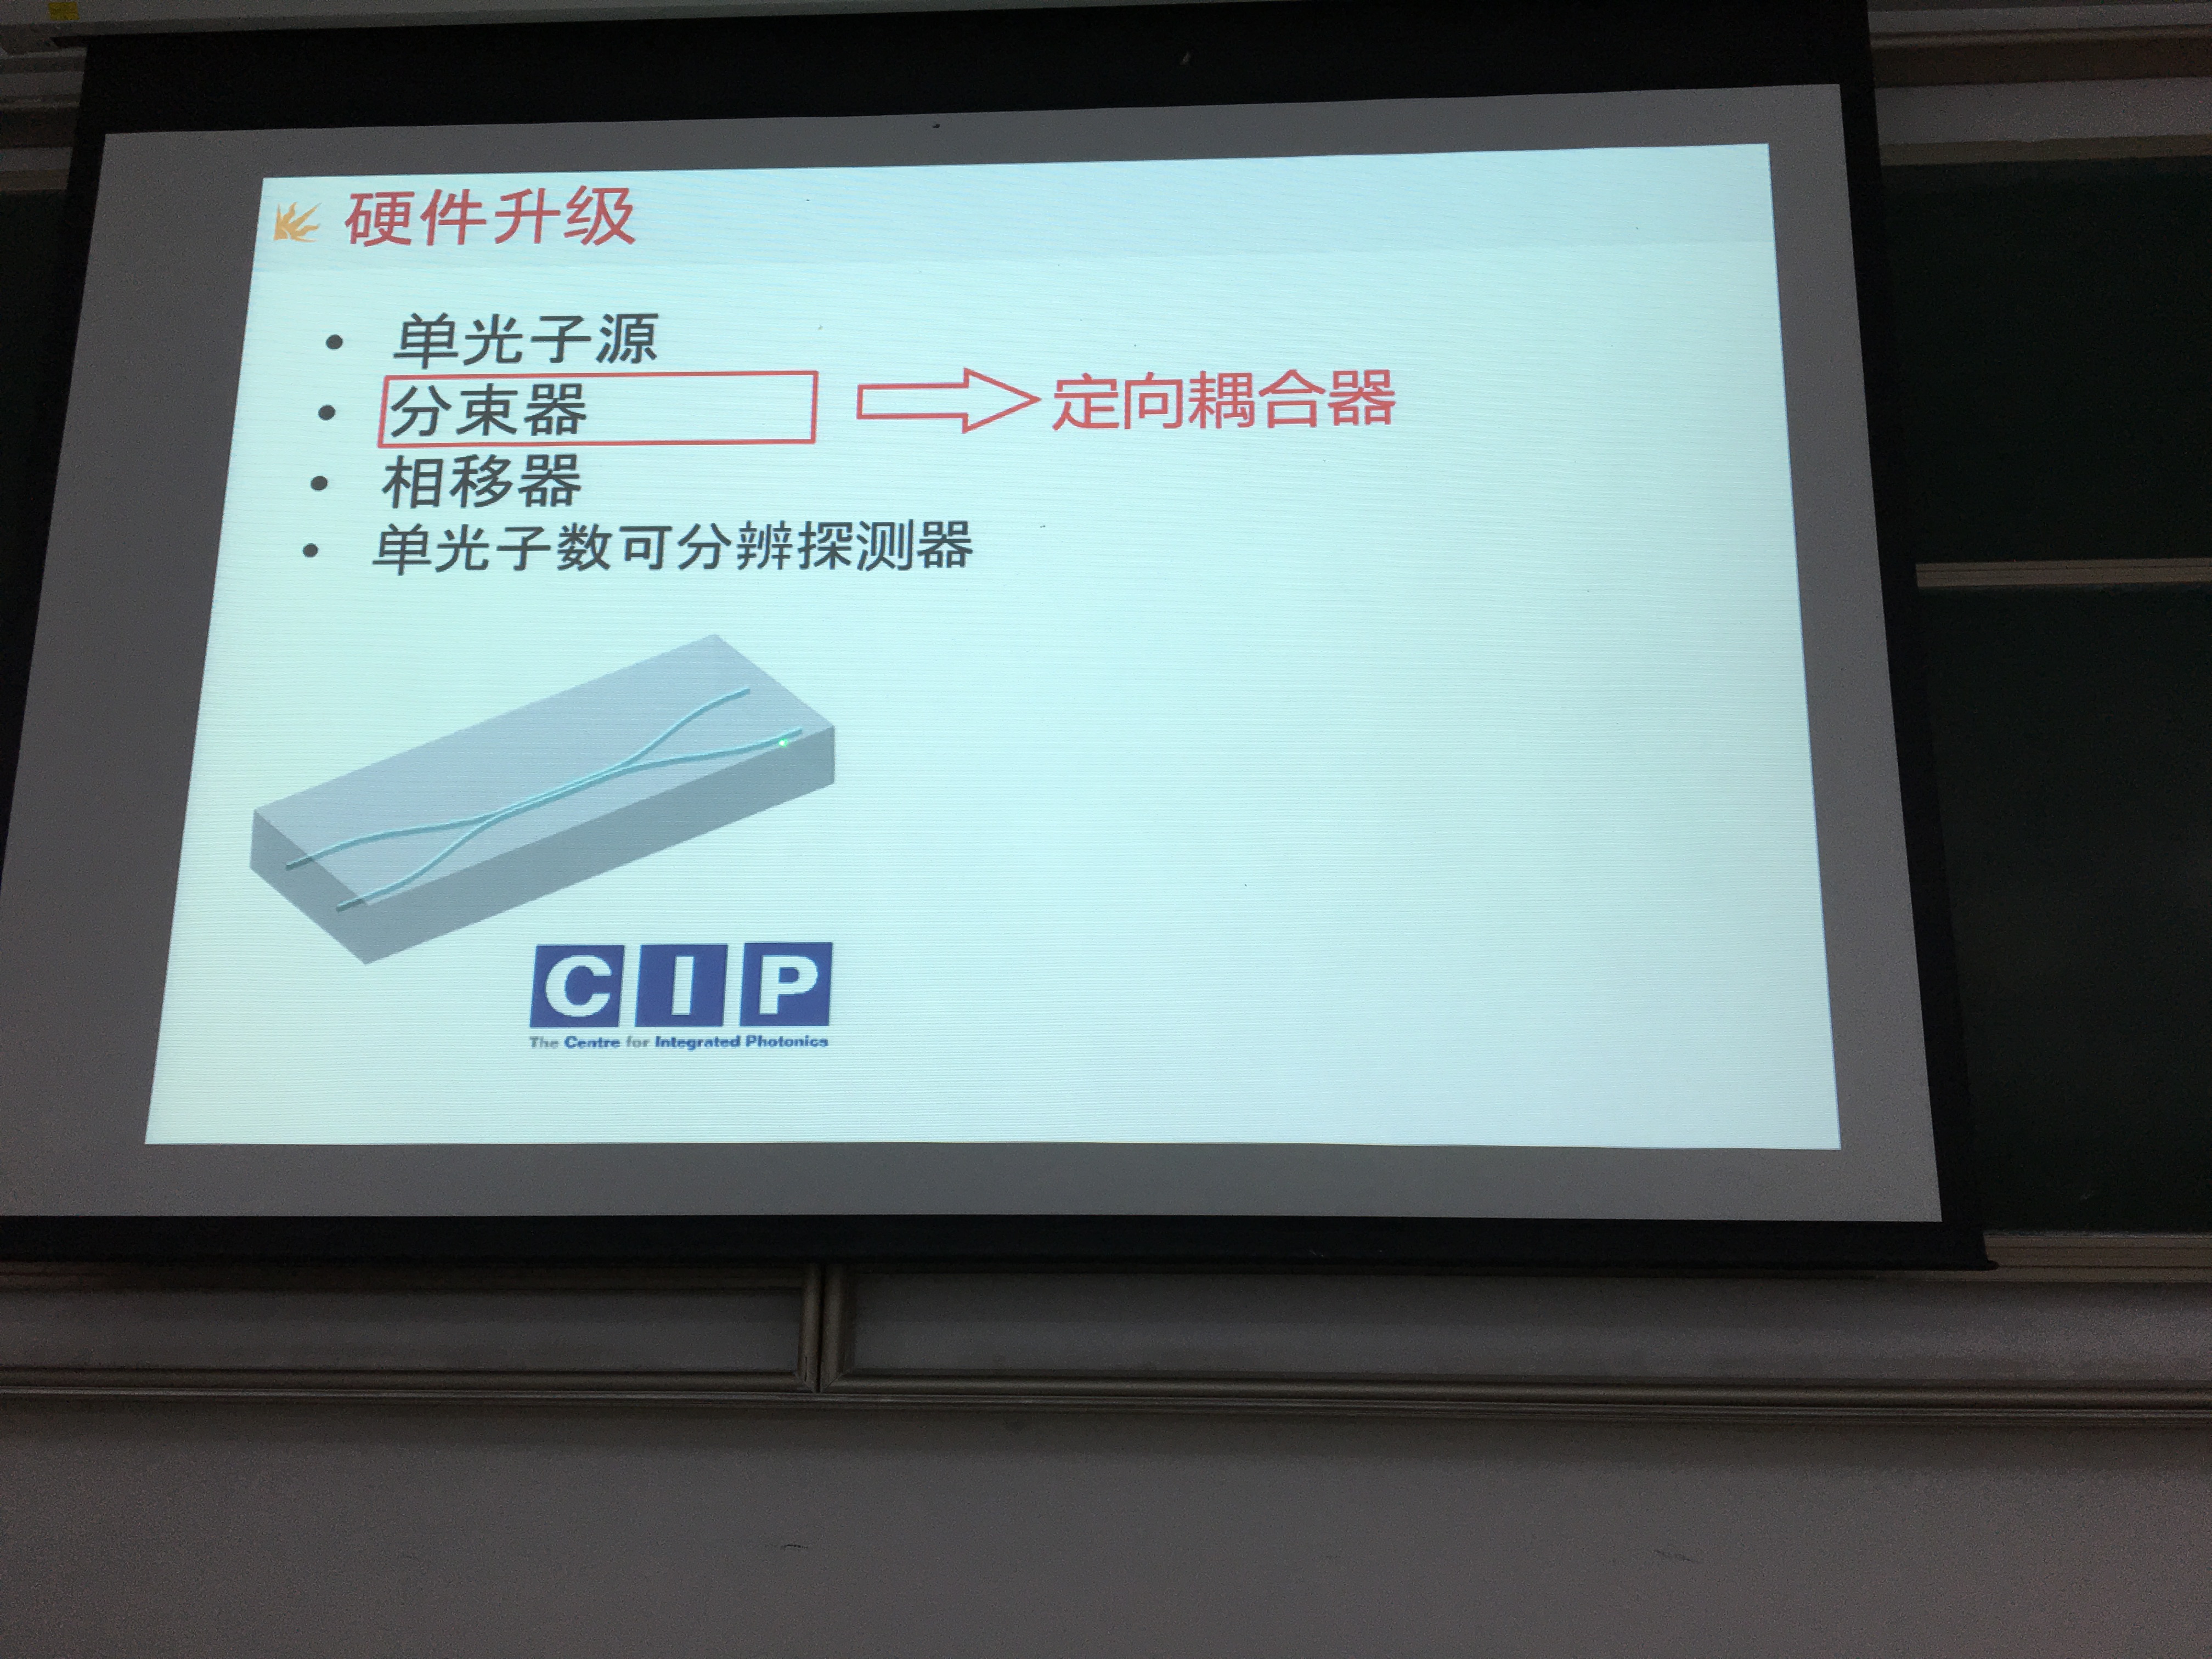 硬件升级
单光子源
分束器
定向耦合器
相移器
单光子数可分辨探测器
CIP
The Centre for Integrated Photonics